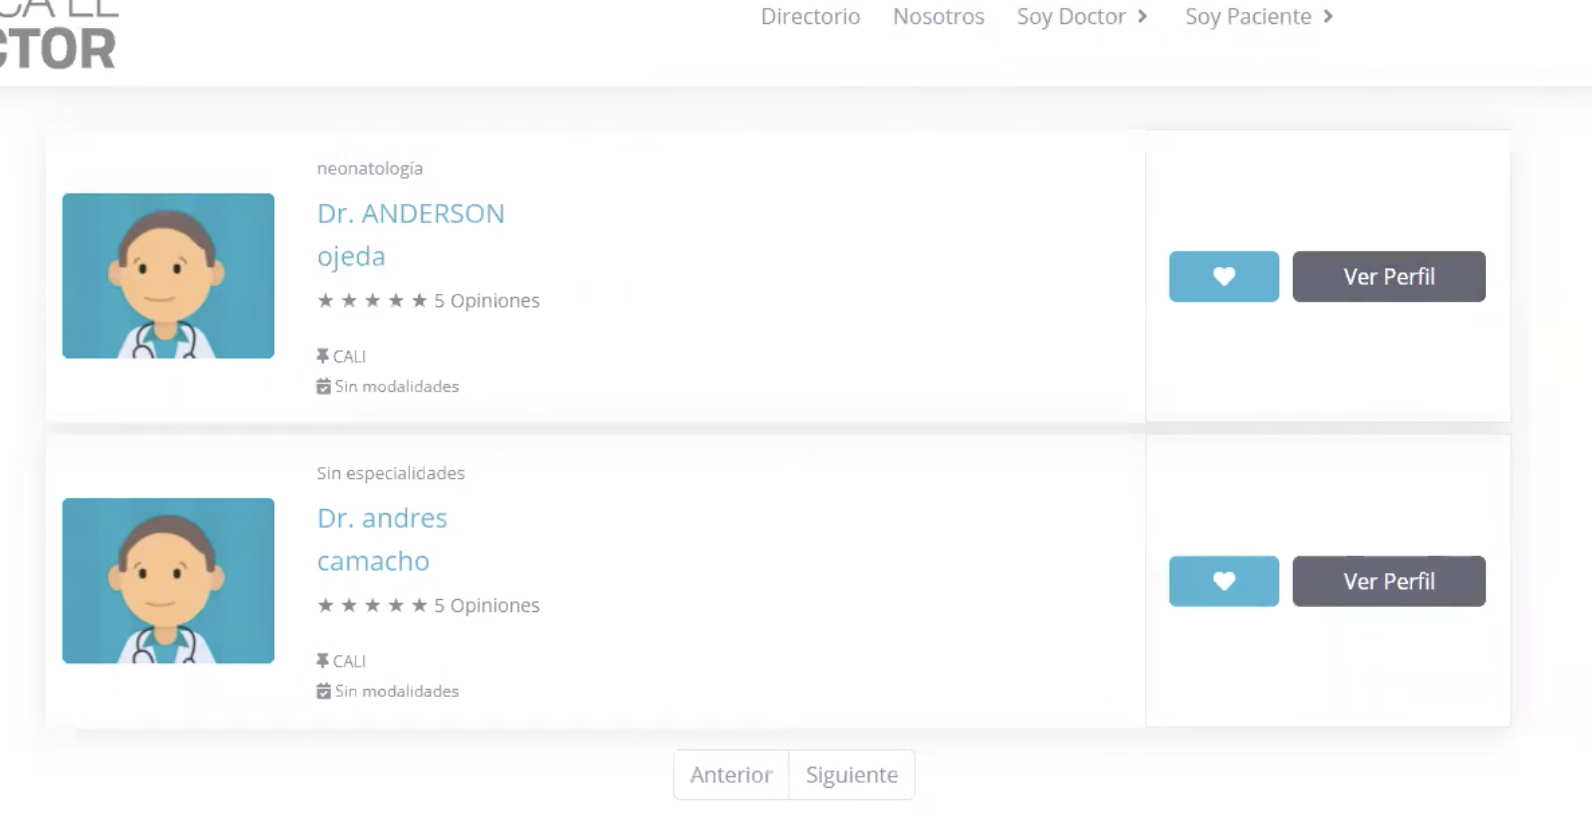 CTOR
Directorio Nosotros Soy Doctor Soy Paciente
neonatología
Dr. ANDERSON
ojeda
★ ★ ★ ★ ★ 5 Opiniones
CALI
Sin modalidades
Ver Perfil
Sin especialidades
Dr. andres
camacho
★ ★ ★ ★ ★ 5 Opiniones
CALI
Sin modalidades
Ver Perfil
Anterior Siguiente